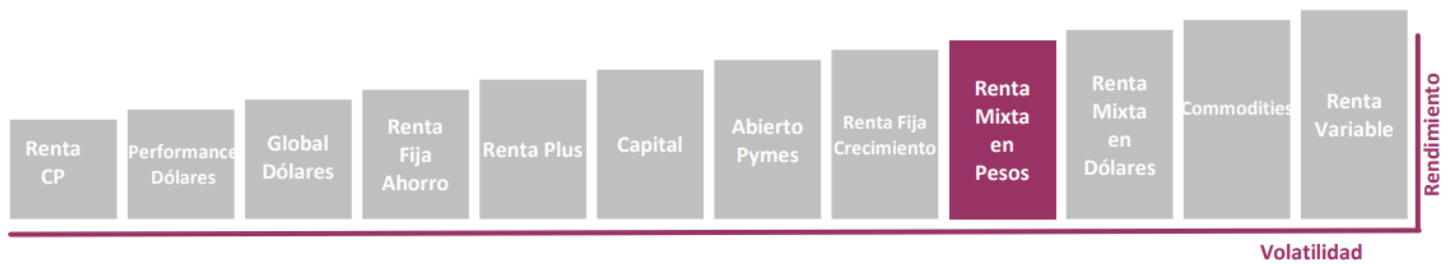 Renta
CP
Performance
Dólares
Global
Dólares
Renta
Fija
Ahorro
Renta Plus
Capital
Abierto
Pymes
Renta Fija
Crecimiento
Renta
Mixta
en
Pesos
Renta
Mixta
en
Dólares
Commodities
Renta
Variable
Rendimiento
Volatilidad